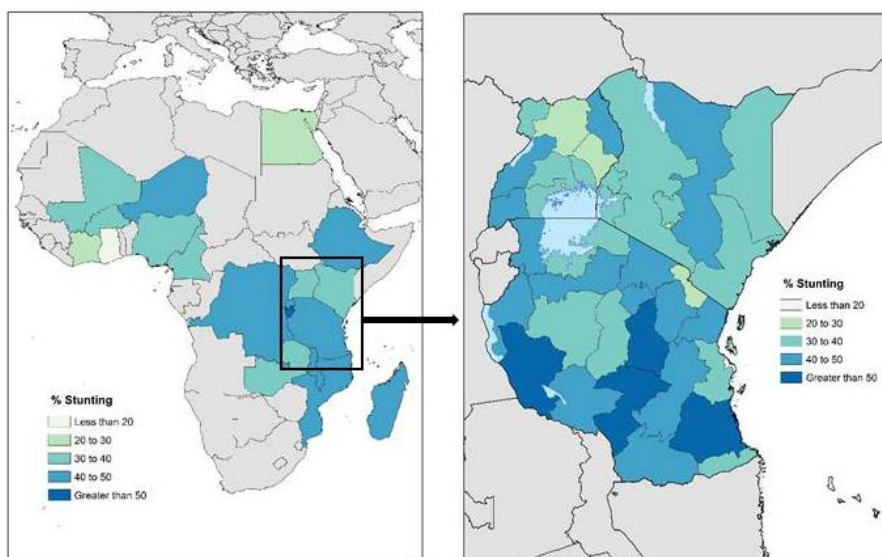 % Stunting
Less than 20
20 to 30
30 to 40
40 to 50
Greater than 50
% Stunting
Less than 20
20 to 30
30 to 40
40 to 50
Greater than 50